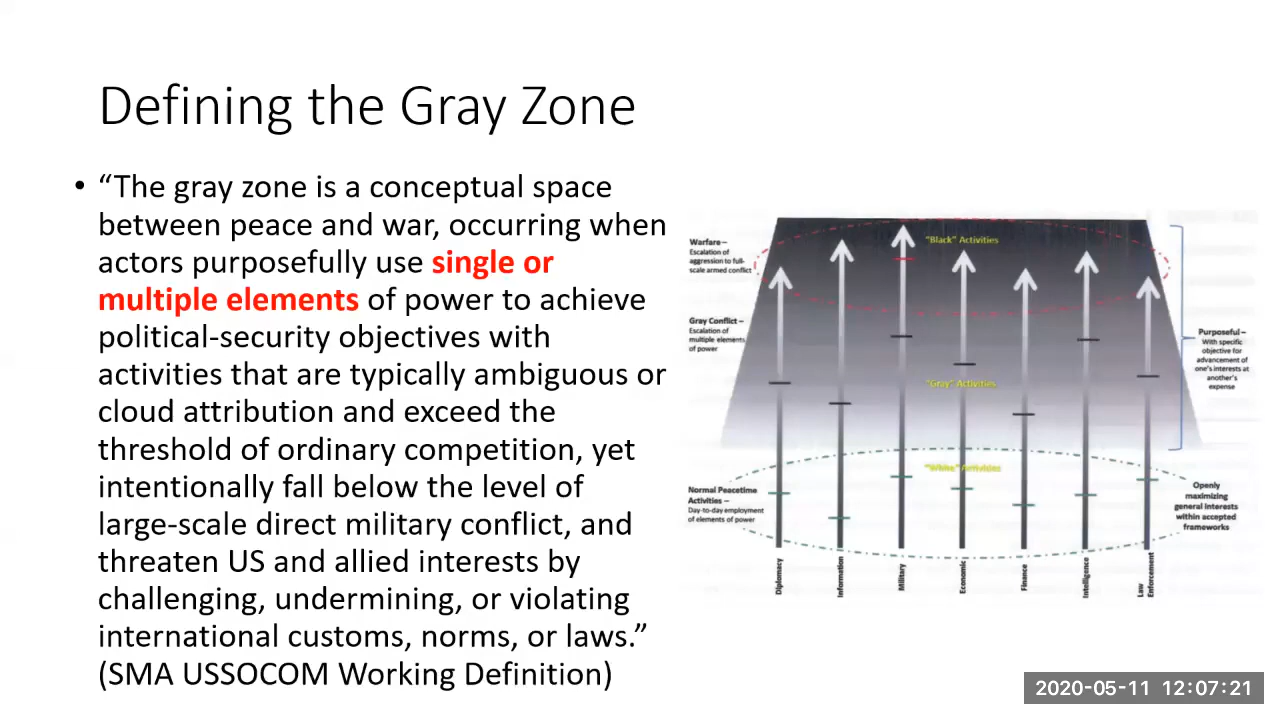 Defining the Gray Zone
• “The gray zone is a conceptual space
between peace and war, occurring when
actors purposefully use single or
multiple elements of power to achieve
political-security objectives with
activities that are typically ambiguous or
cloud attribution and exceed the
threshold of ordinary competition, yet
intentionally fall below the level of
large-scale direct military conflict, and
threaten US and allied interests by
challenging, undermining, or violating
international customs, norms, or laws.”
(SMA USSOCOM Working Definition)
Warfare –
Escalation of
aggression to full-
scale armed conflict
"Black" Activities
Gray Conflict –
Escalation of
multiple elements
of power
"Gray" Activities
Purposeful –
With specific
objective for
advancement of
one's interests at
another's
expense
"White" Activities
Normal Peacetime
Activities –
Day-to-day employment
of elements of power
Openly
maximizing
general interests
within accepted
frameworks
Diplomacy
Information
Military
Economic
Finance
Intelligence
Law
Enforcement
2020-05-11 12:07:21